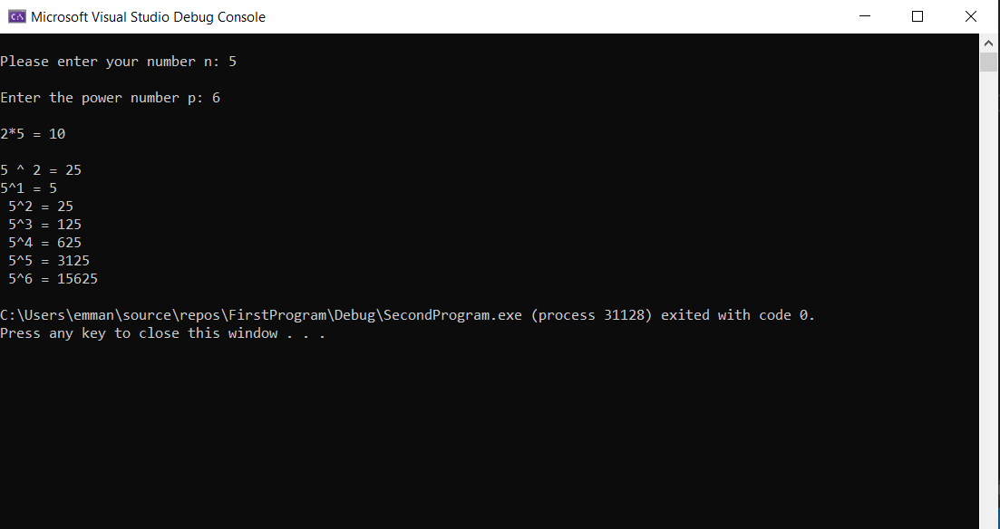 Microsoft Visual Studio Debug Console
Please enter your number n: 5
Enter the power number p: 6
2*5 = 10
5 ^ 2 = 25
5^1 = 5
 5^2 = 25
 5^3 = 125
 5^4 = 625
 5^5 = 3125
 5^6 = 15625
C:\Users\emman\source\repos\FirstProgram\Debug\SecondProgram.exe (process 31128) exited with code 0.
Press any key to close this window . . .